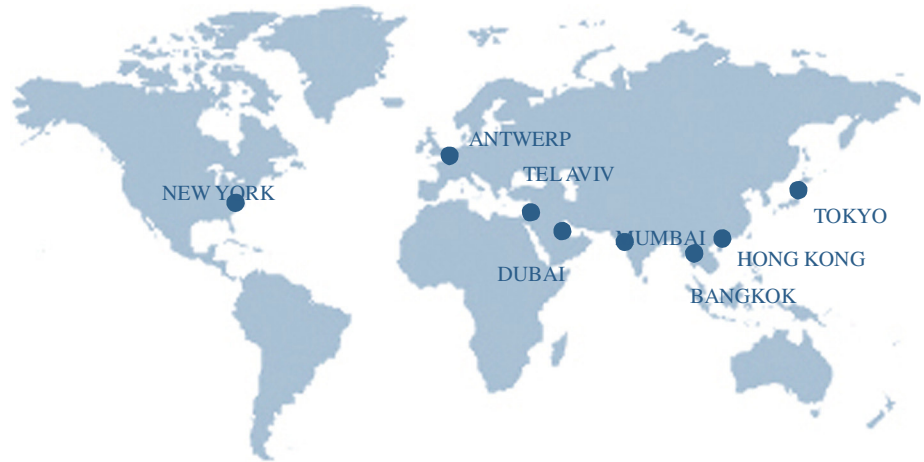 ANTWERP
TEL AVIV
NEW YORK
TOKYO
MUMBAI
HONG KONG
DUBAI
BANGKOK